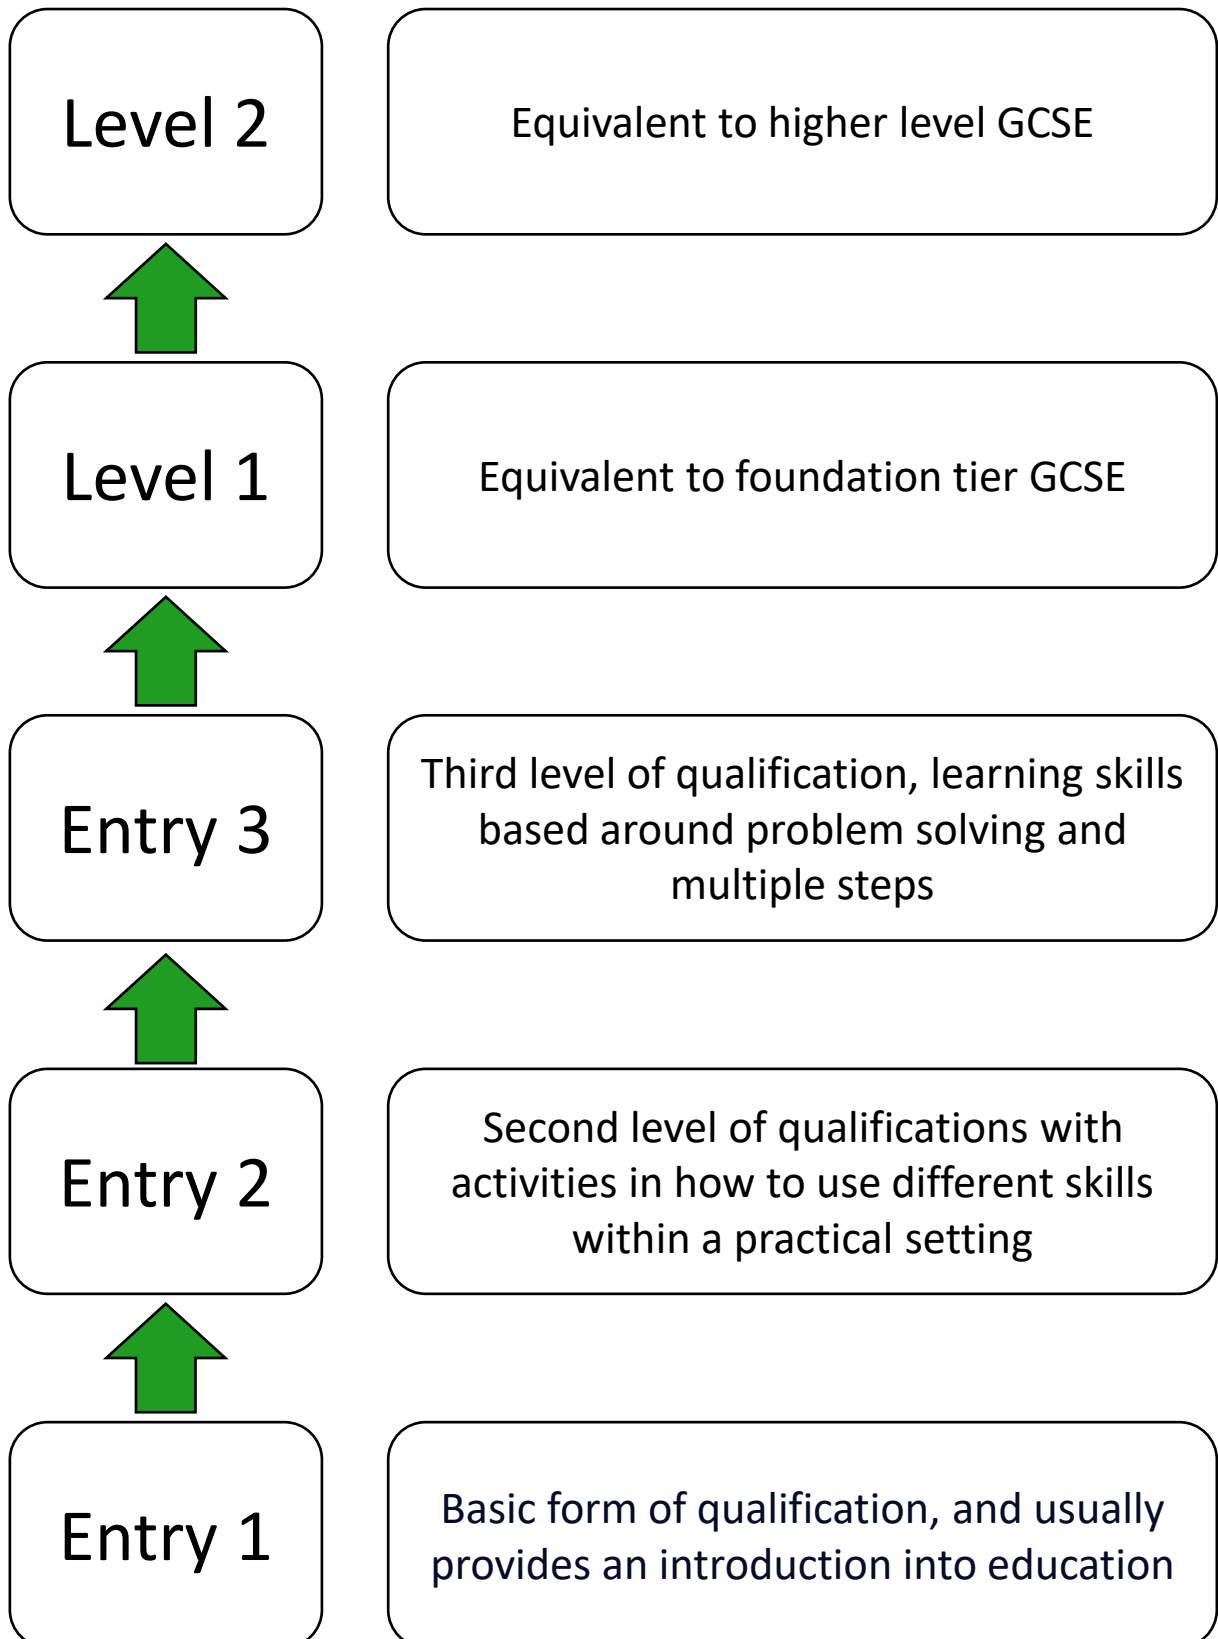 Level 2
Equivalent to higher level GCSE
Level 1
Equivalent to foundation tier GCSE
Entry 3
Third level of qualification, learning skills
based around problem solving and
multiple steps
Entry 2
Second level of qualifications with
activities in how to use different skills
within a practical setting
Entry 1
Basic form of qualification, and usually
provides an introduction into education